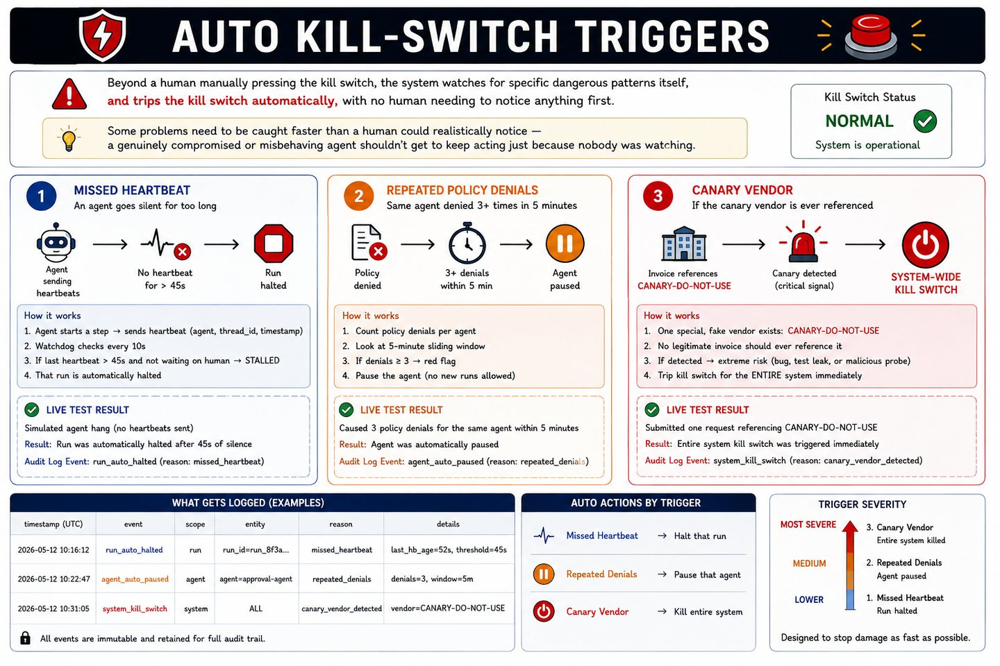 AUTO KILL-SWITCH TRIGGERS
Beyond a human manually pressing the kill switch, the system watches for specific dangerous patterns itself,
and trips the kill switch automatically, with no human needing to notice anything first.
Some problems need to be caught faster than a human could realistically notice —
a genuinely compromised or misbehaving agent shouldn't get to keep acting just because nobody was watching.
Kill Switch Status
NORMAL
System is operational
1
MISSED HEARTBEAT
An agent goes silent for too long
Agent
sending
heartbeats
No heartbeat
for > 45s
Run
halted
How it works
1. Agent starts a step → sends heartbeat (agent, thread_id, timestamp)
2. Watchdog checks every 10s
3. If last heartbeat > 45s and not waiting on human → STALLED
4. That run is automatically halted
LIVE TEST RESULT
Simulated agent hang (no heartbeats sent)
Result: Run was automatically halted after 45s of silence
Audit Log Event: run_auto_halted (reason: missed_heartbeat)
2
REPEATED POLICY DENIALS
Same agent denied 3+ times in 5 minutes
Policy
denied
3+ denials
within 5 min
Agent
paused
How it works
1. Count policy denials per agent
2. Look at 5-minute sliding window
3. If denials ≥ 3 → red flag
4. Pause the agent (no new runs allowed)
LIVE TEST RESULT
Caused 3 policy denials for the same agent within 5 minutes
Result: Agent was automatically paused
Audit Log Event: agent_auto_paused (reason: repeated_denials)
3
CANARY VENDOR
If the canary vendor is ever referenced
Invoice references
CANARY-DO-NOT-USE
Canary detected
(critical signal)
SYSTEM-WIDE
KILL SWITCH
How it works
1. One special, fake vendor exists: CANARY-DO-NOT-USE
2. No legitimate invoice should ever reference it
3. If detected → extreme risk (bug, test leak, or malicious probe)
4. Trip kill switch for the ENTIRE system immediately
LIVE TEST RESULT
Submitted one request referencing CANARY-DO-NOT-USE
Result: Entire system kill switch was triggered immediately
Audit Log Event: system_kill_switch (reason: canary_vendor_detected)
WHAT GETS LOGGED (EXAMPLES)
timestamp (UTC) event scope entity reason details
2026-05-12 10:16:12 run_auto_halted run run_id=run_8f3a... missed_heartbeat last_hb_age=52s, threshold=45s
2026-05-12 10:22:47 agent_auto_paused agent agent=approval-agent repeated_denials denials=3, window=5m
2026-05-12 10:31:05 system_kill_switch system ALL canary_vendor_detected vendor=CANARY-DO-NOT-USE
All events are immutable and retained for full audit trail.
AUTO ACTIONS BY TRIGGER
Missed Heartbeat → Halt that run
Repeated Denials → Pause that agent
Canary Vendor → Kill entire system
TRIGGER SEVERITY
MOST SEVERE
3. Canary Vendor
Entire system killed
MEDIUM
2. Repeated Denials
Agent paused
LOWER
1. Missed Heartbeat
Run halted
Designed to stop damage as fast as possible.